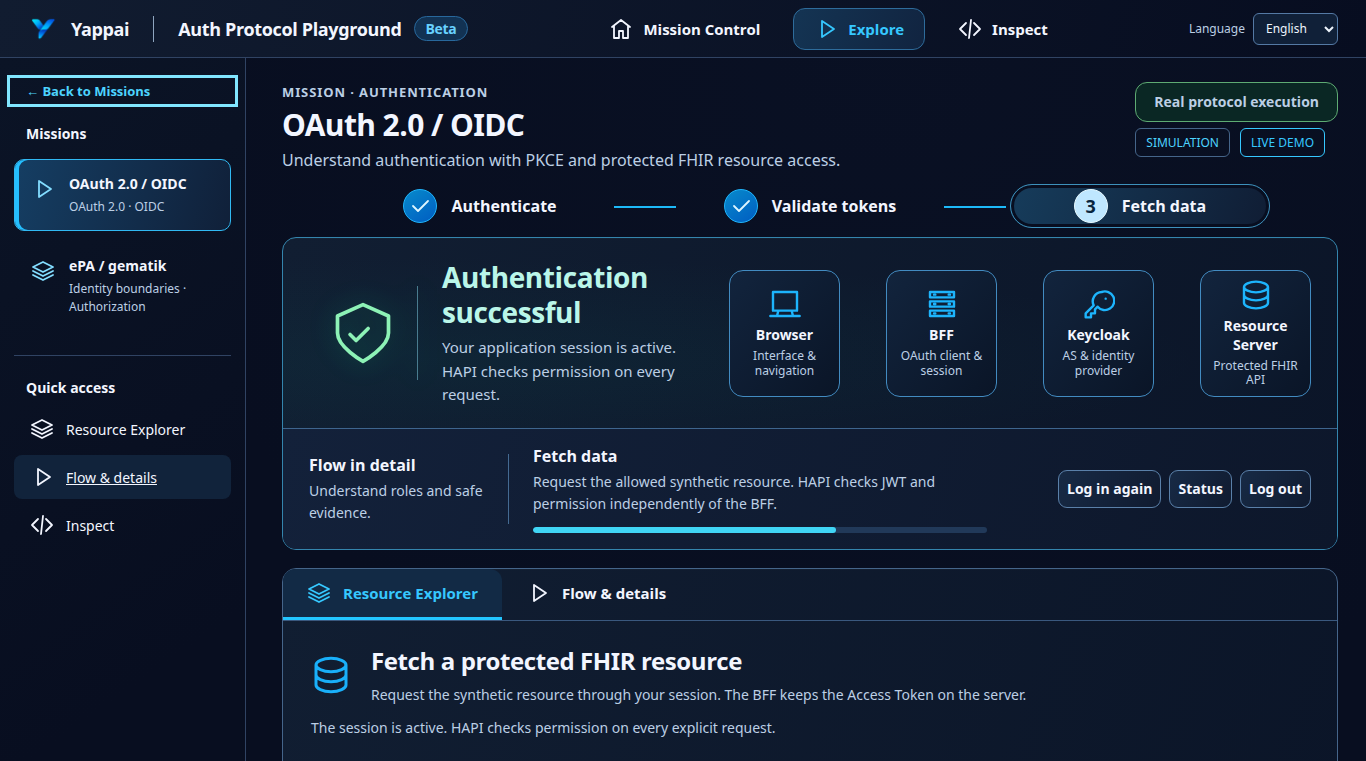 Yappai
Auth Protocol Playground
Beta
Mission Control
Explore
Inspect
Language
English
← Back to Missions
Missions
OAuth 2.0 / OIDC
OAuth 2.0 · OIDC
ePA / gematik
Identity boundaries ·
Authorization
Quick access
Resource Explorer
Flow & details
Inspect
MISSION · AUTHENTICATION
OAuth 2.0 / OIDC
Understand authentication with PKCE and protected FHIR resource access.
Real protocol execution
SIMULATION
LIVE DEMO
Authenticate
Validate tokens
3
Fetch data
Authentication
successful
Your application session is active.
HAPI checks permission on every
request.
Browser
Interface &
navigation
BFF
OAuth client &
session
Keycloak
AS & identity
provider
Resource
Server
Protected FHIR
API
Flow in detail
Understand roles and safe
evidence.
Fetch data
Request the allowed synthetic resource. HAPI checks JWT and
permission independently of the BFF.
Log in again
Status
Log out
Resource Explorer
Flow & details
Fetch a protected FHIR resource
Request the synthetic resource through your session. The BFF keeps the Access Token on the server.
The session is active. HAPI checks permission on every explicit request.